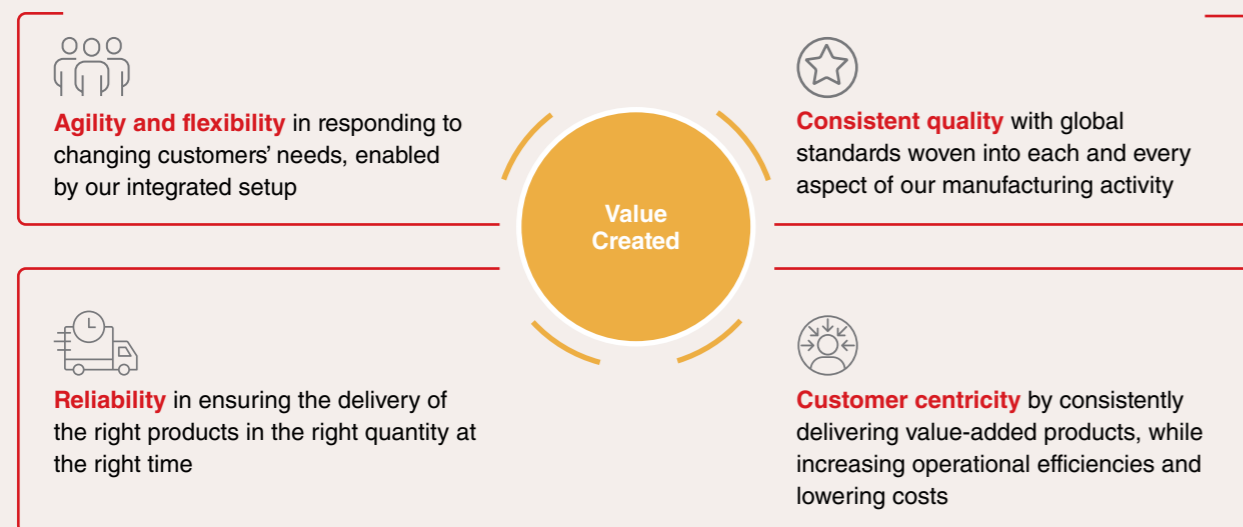 Agility and flexibility in responding to
changing customers’ needs, enabled
by our integrated setup
Consistent quality with global
standards woven into each and every
aspect of our manufacturing activity
Value
Created
Reliability in ensuring the delivery of
the right products in the right quantity at
the right time
Customer centricity by consistently
delivering value-added products, while
increasing operational efficiencies and
lowering costs